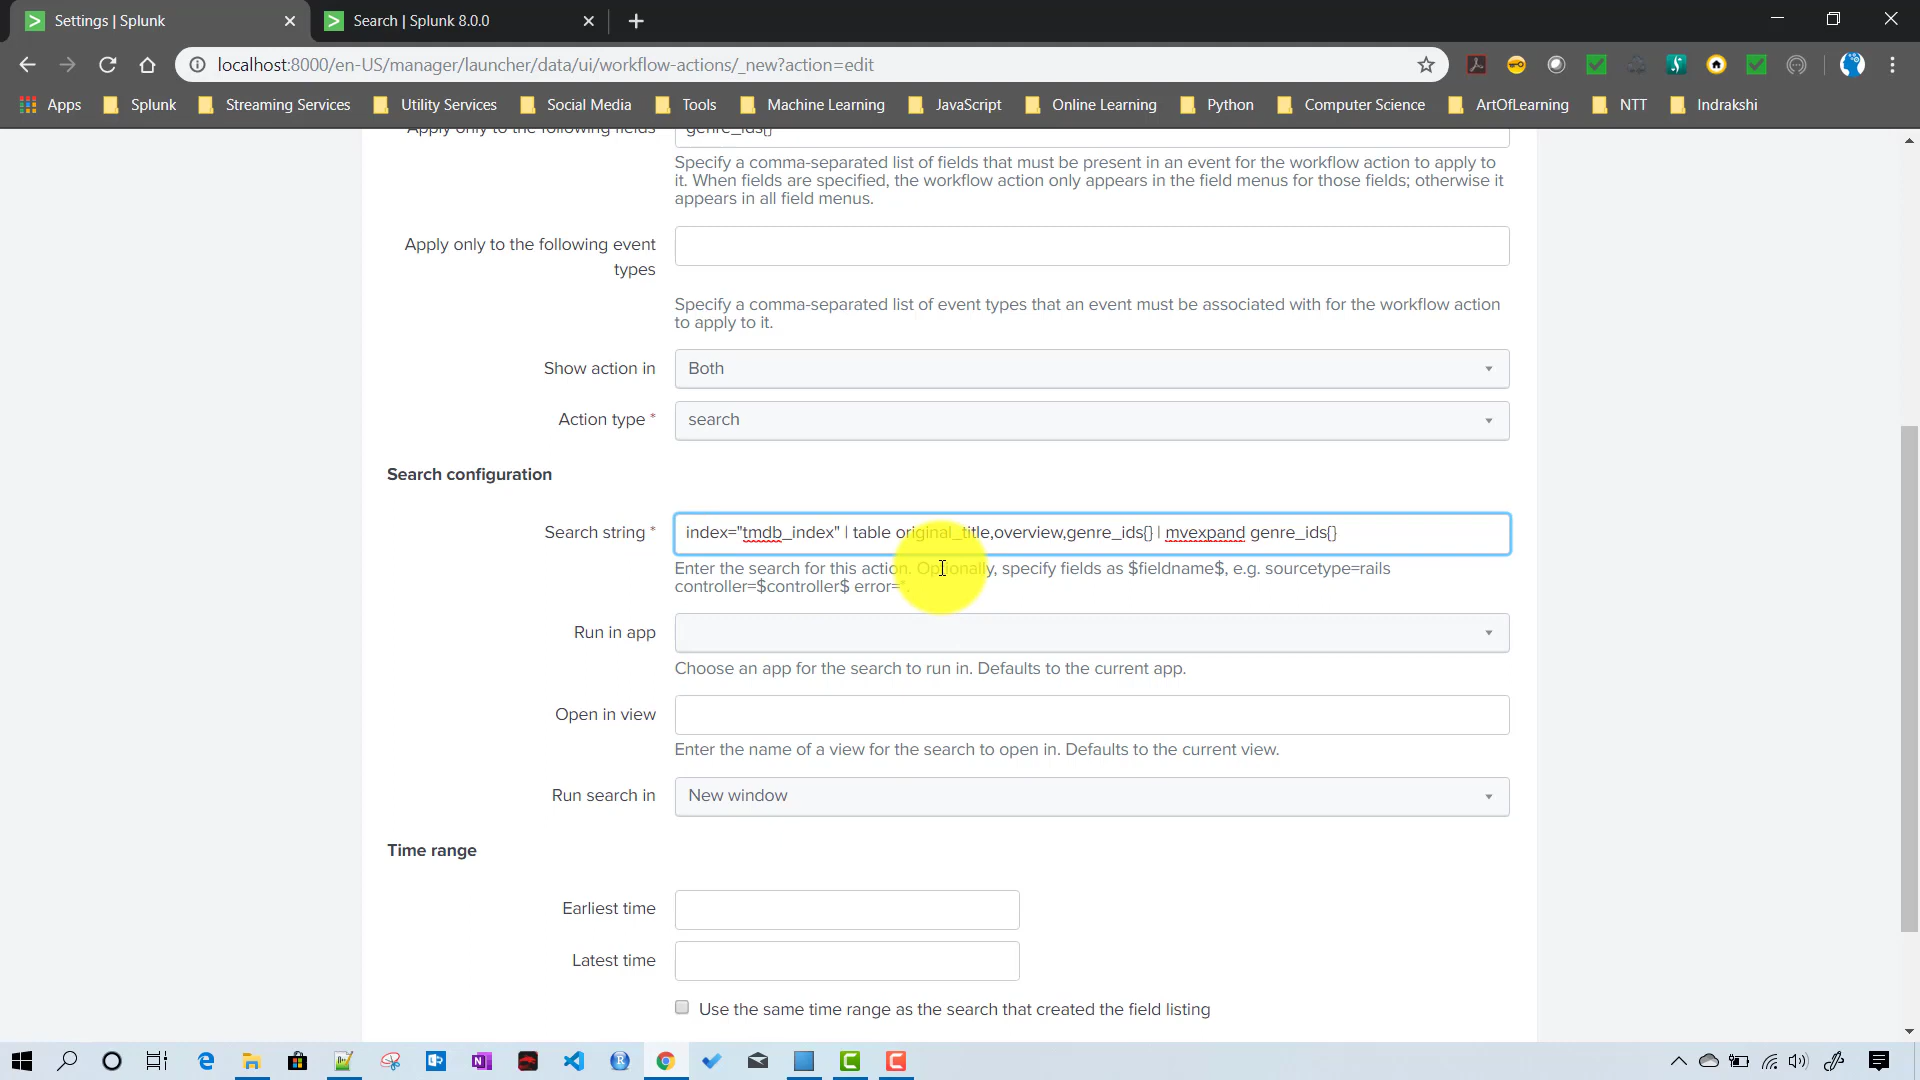 Settings | Splunk
Search | Splunk 8.0.0
localhost:8000/en-US/manager/launcher/data/ui/workflow-actions/_new?action=edit
Apps Splunk Streaming Services Utility Services Social Media Tools Machine Learning JavaScript Online Learning Python Computer Science ArtOfLearning NTT Indrakshi
Apply only to the following fields genre_ids{}
Specify a comma-separated list of fields that must be present in an event for the workflow action to apply to
it. When fields are specified, the workflow action only appears in the field menus for those fields; otherwise it
appears in all field menus.
Apply only to the following event
types
Specify a comma-separated list of event types that an event must be associated with for the workflow action
to apply to it.
Show action in Both
Action type * search
Search configuration
Search string * index="tmdb_index" | table original_title,overview,genre_ids{} | mvexpand genre_ids{}
Enter the search for this action. Optionally, specify fields as $fieldname$, e.g. sourcetype=rails
controller=$controller$ error=*.
Run in app
Choose an app for the search to run in. Defaults to the current app.
Open in view
Enter the name of a view for the search to open in. Defaults to the current view.
Run search in New window
Time range
Earliest time
Latest time
Use the same time range as the search that created the field listing